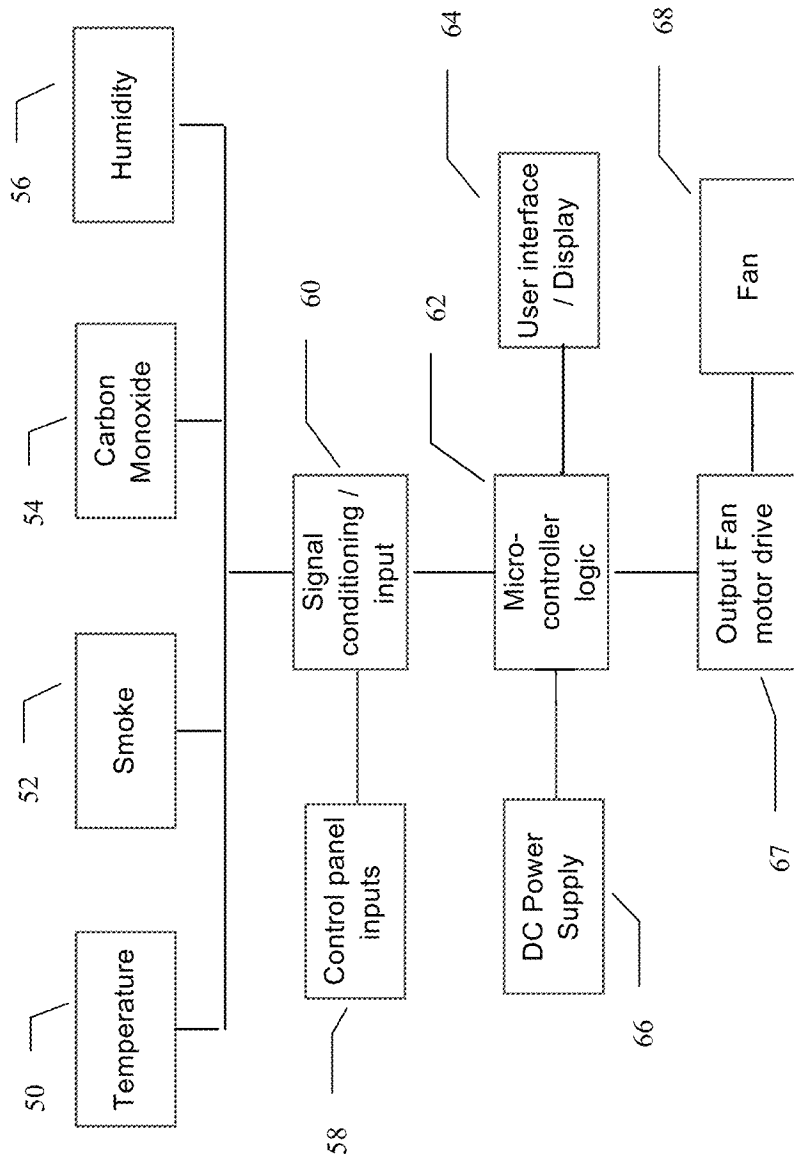 50
52
54
56
Temperature
Smoke
Carbon
Monoxide
Humidity
58
60
Control panel
inputs
Signal
conditioning /
input
62
64
DC Power
Supply
Micro-
controller
logic
User interface
/ Display
66
68
Output Fan
motor drive
Fan
67